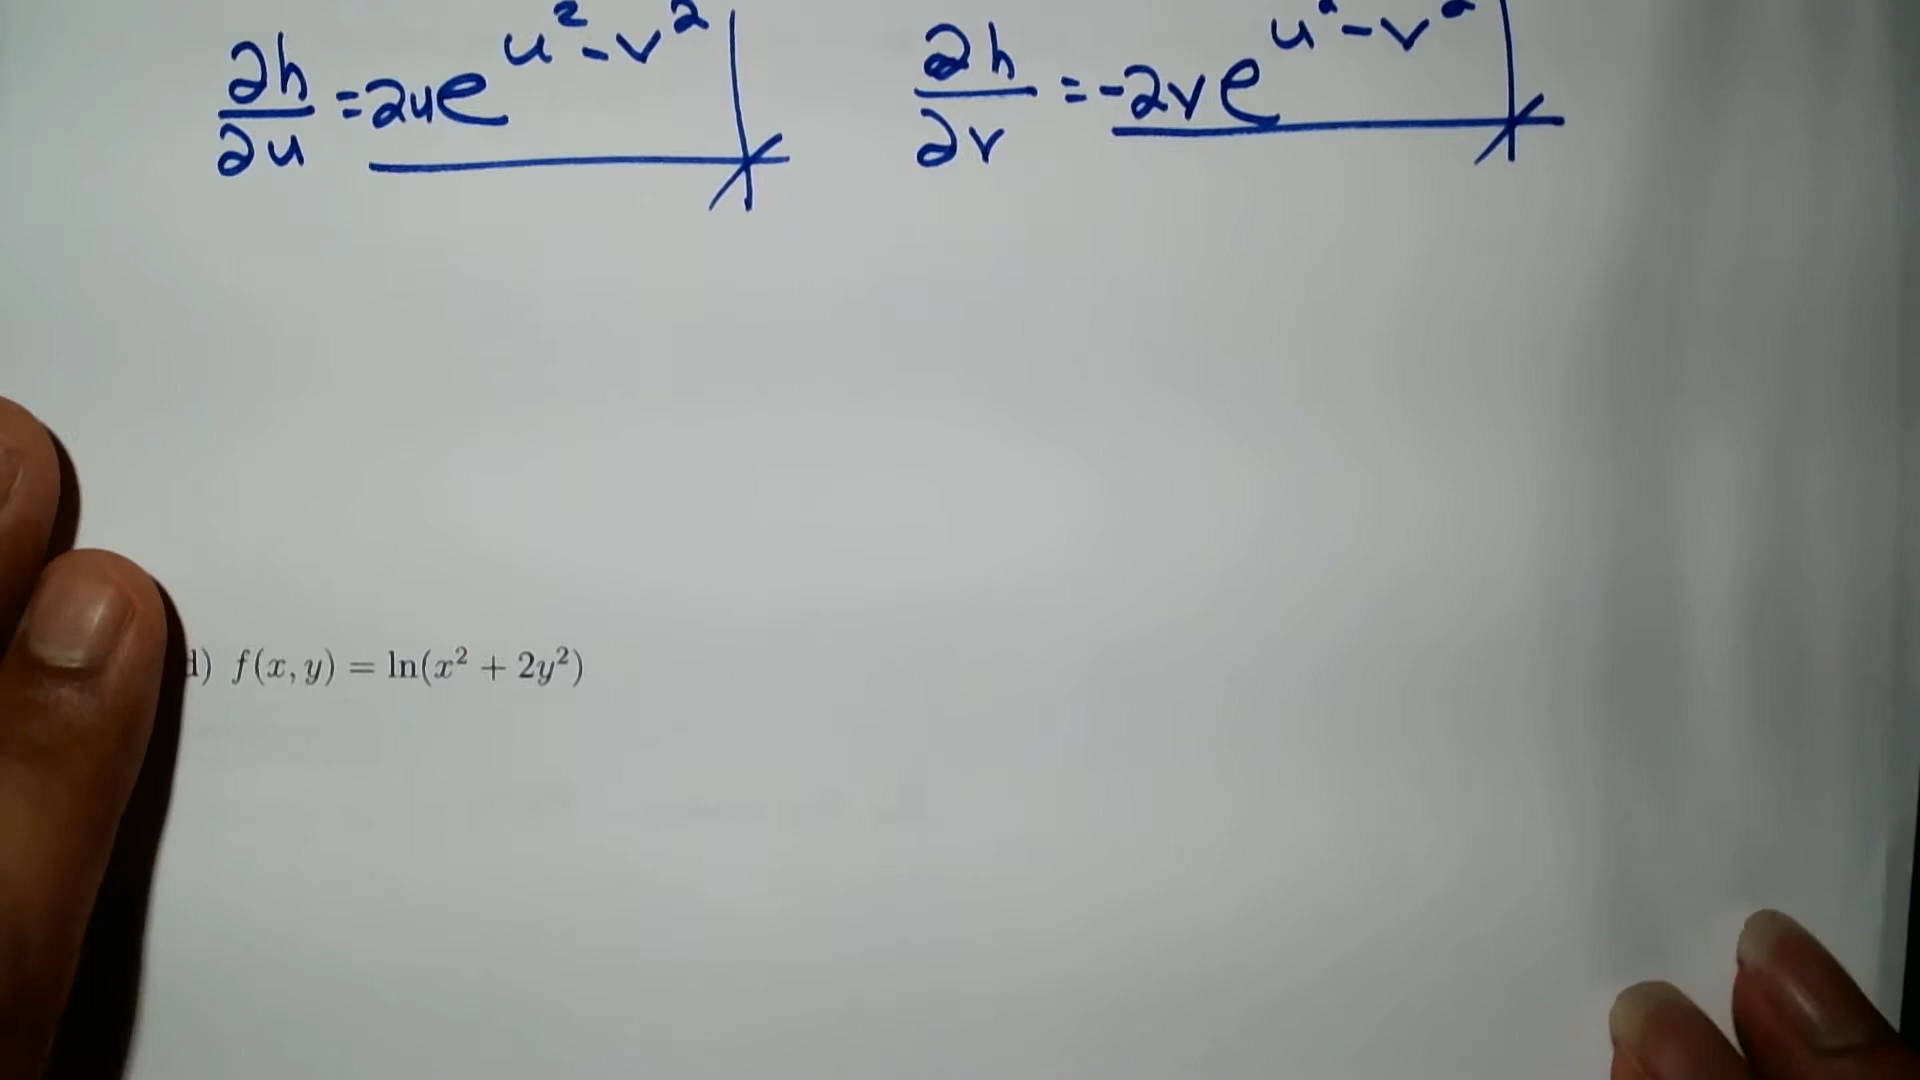 ∂h/∂u = 2ue^(u² - v²)
∂h/∂v = -2ve^(u² - v²)
d) f(x, y) = ln(x² + 2y²)